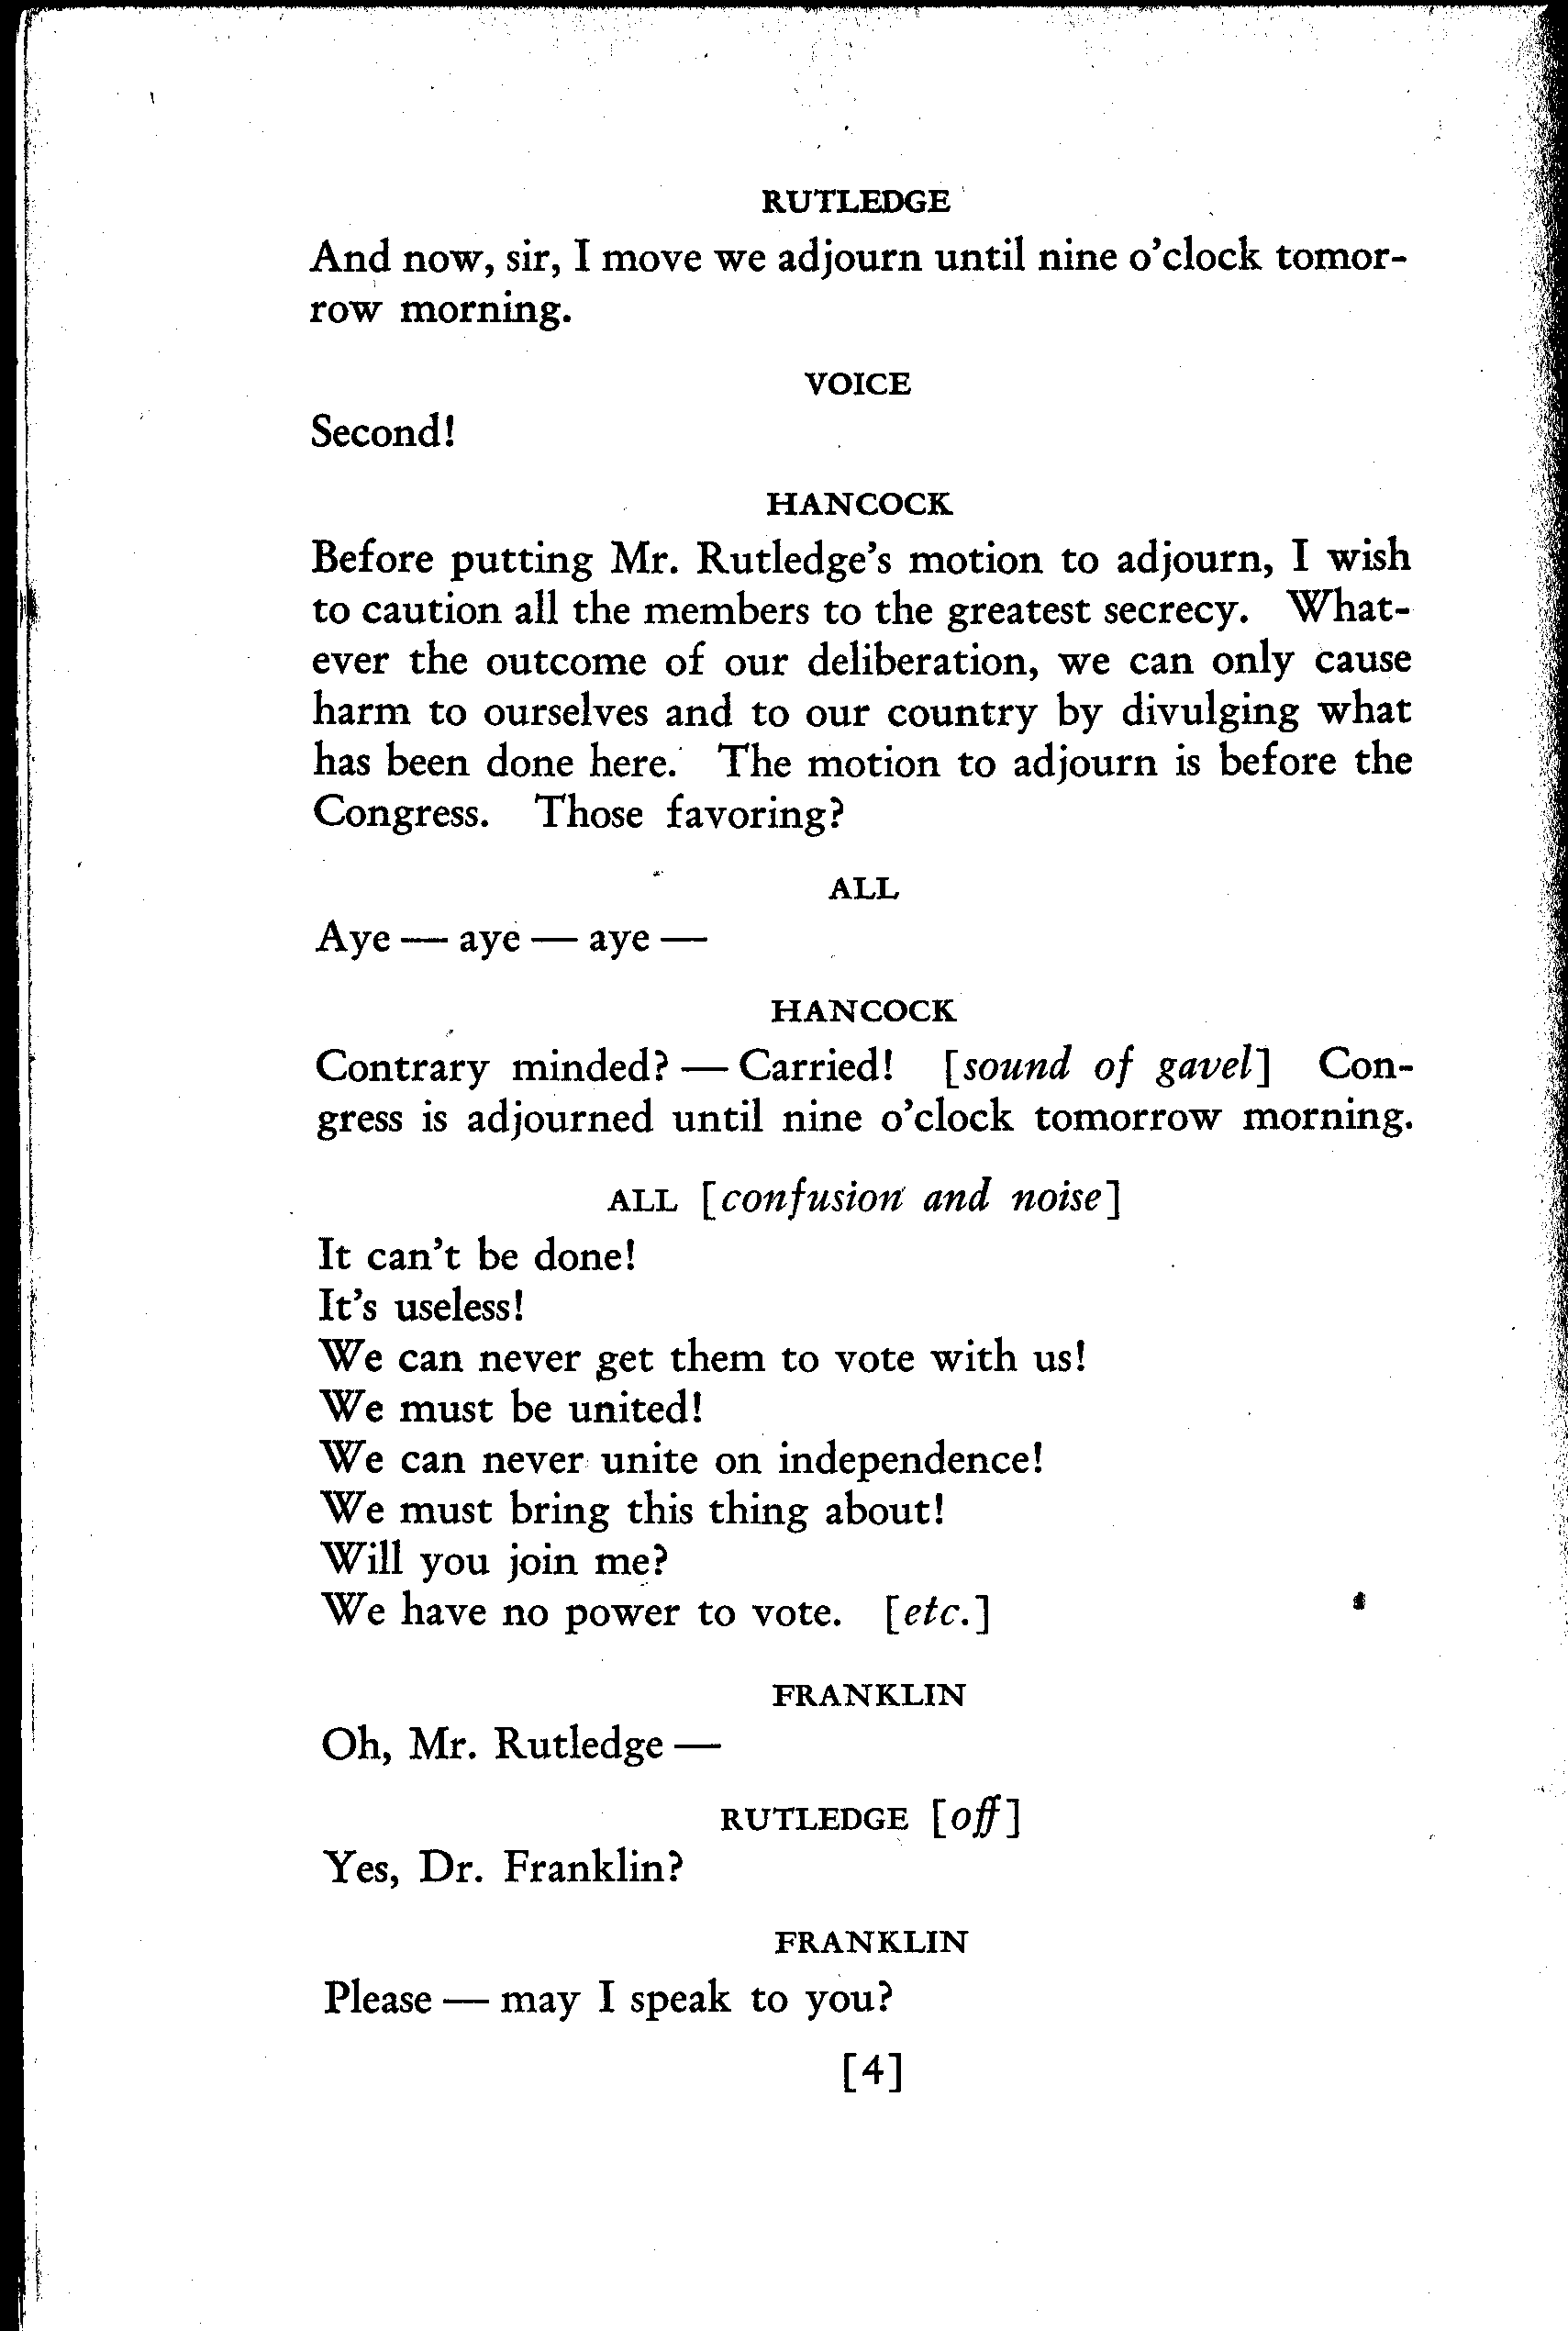 RUTLEDGE
And now, sir, I move we adjourn until nine o'clock tomor-
row morning.
VOICE
Second!
HANCOCK
Before putting Mr. Rutledge's motion to adjourn, I wish
to caution all the members to the greatest secrecy. What-
ever the outcome of our deliberation, we can only cause
harm to ourselves and to our country by divulging what
has been done here. The motion to adjourn is before the
Congress. Those favoring?
ALL
Aye — aye — aye —
HANCOCK
Contrary minded? — Carried! [sound of gavel] Con-
gress is adjourned until nine o'clock tomorrow morning.
ALL [confusion and noise]
It can't be done!
It's useless!
We can never get them to vote with us!
We must be united!
We can never unite on independence!
We must bring this thing about!
Will you join me?
We have no power to vote. [etc.]
FRANKLIN
Oh, Mr. Rutledge —
RUTLEDGE [off]
Yes, Dr. Franklin?
FRANKLIN
Please — may I speak to you?
[4]